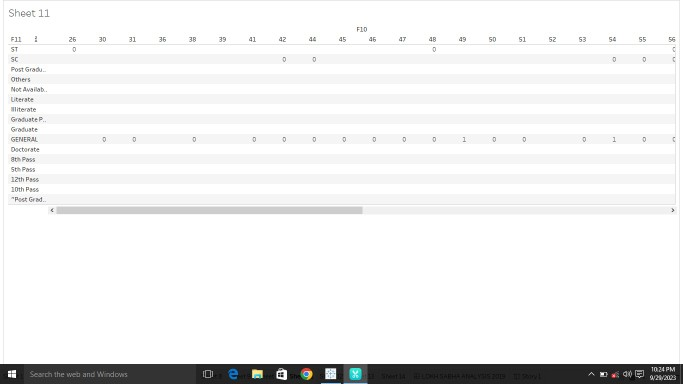 Sheet 11
F10
F11 26 30 31 36 38 39 41 42 44 45 46 47 48 49 50 51 52 53 54 55 56
ST 0 0 0
SC 0 0 0 0 0
Post Gradu..
Others
Not Availab..
Literate
Illiterate
Graduate P..
Graduate
GENERAL 0 0 0 0 0 0 0 0 0 0 1 0 0 0 1 0 0
Doctorate
8th Pass
5th Pass
12th Pass
10th Pass
"Post Grad..
Search the web and Windows
10:24 PM
9/29/2023